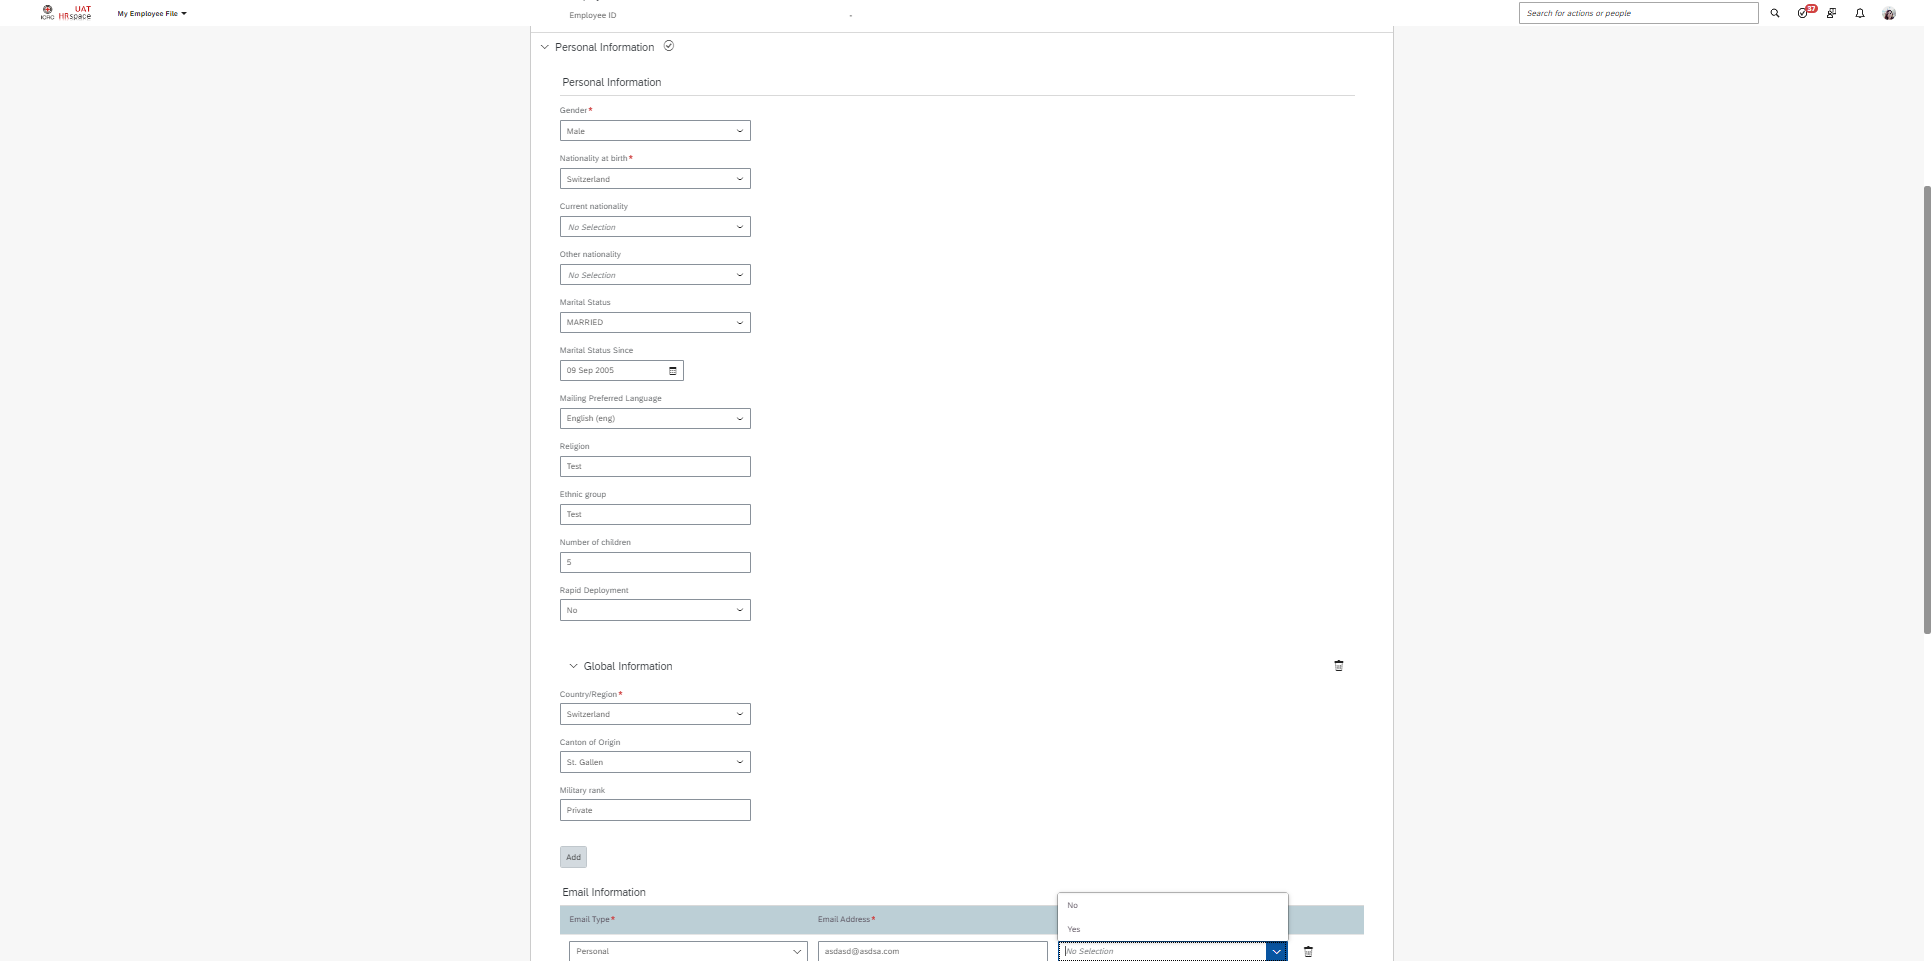 ICRC
UAT
HRspace
My Employee File
Search for actions or people
37
Employee ID
-
Personal Information
Personal Information
Gender*
Male
Nationality at birth*
Switzerland
Current nationality
No Selection
Other nationality
No Selection
Marital Status
MARRIED
Marital Status Since
09 Sep 2005
Mailing Preferred Language
English (eng)
Religion
Test
Ethnic group
Test
Number of children
5
Rapid Deployment
No
Global Information
Country/Region*
Switzerland
Canton of Origin
St. Gallen
Military rank
Private
Add
Email Information
Email Type*
Email Address*
No
Yes
Personal
asdasd@asdsa.com
No Selection